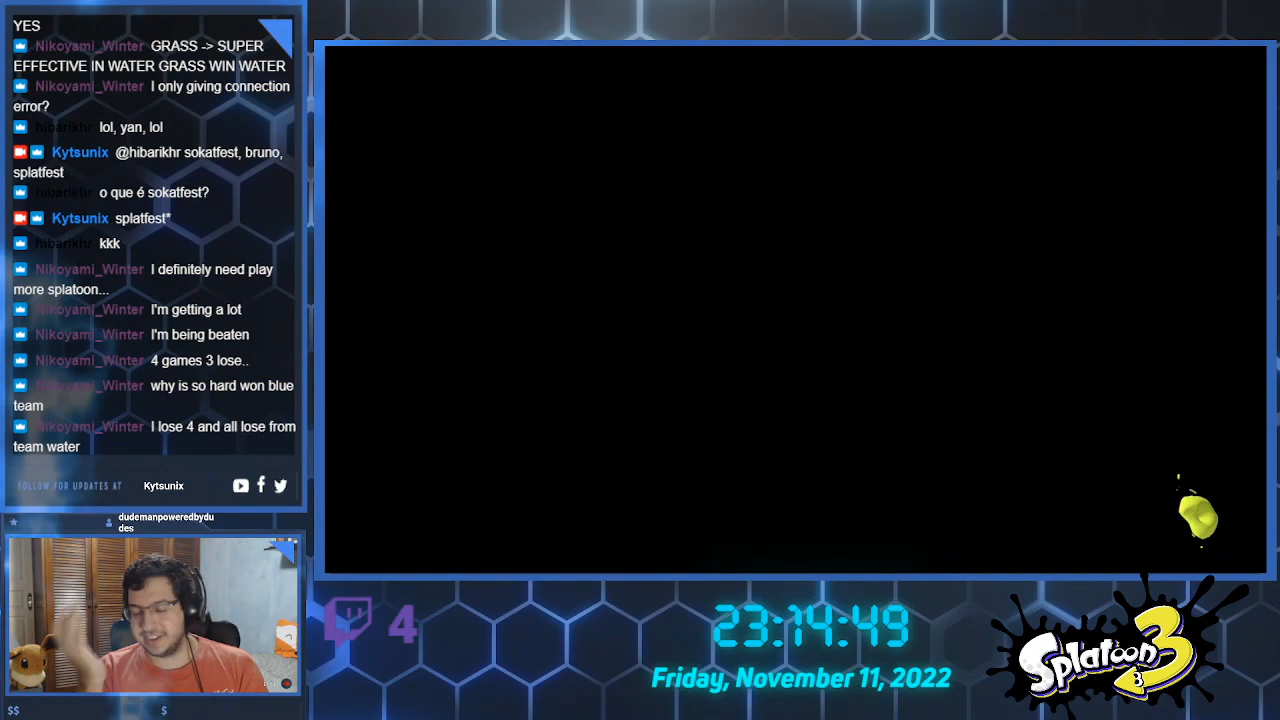 YES
Nikoyami_Winter GRASS -> SUPER
EFFECTIVE IN WATER GRASS WIN WATER
Nikoyami_Winter I only giving connection
error?
hibarikhr lol, yan, lol
Kytsunix @hibarikhr sokatfest, bruno,
splatfest
hibarikhr o que é sokatfest?
Kytsunix splatfest*
hibarikhr kkk
Nikoyami_Winter I definitely need play
more splatoon...
Nikoyami_Winter I'm getting a lot
Nikoyami_Winter I'm being beaten
Nikoyami_Winter 4 games 3 lose..
Nikoyami_Winter why is so hard won blue
team
Nikoyami_Winter I lose 4 and all lose from
team water
FOLLOW FOR UPDATES AT Kytsunix
dudemanpoweredbydu
des
$$ $
4
23:14:49
Friday, November 11, 2022
Splatoon 3